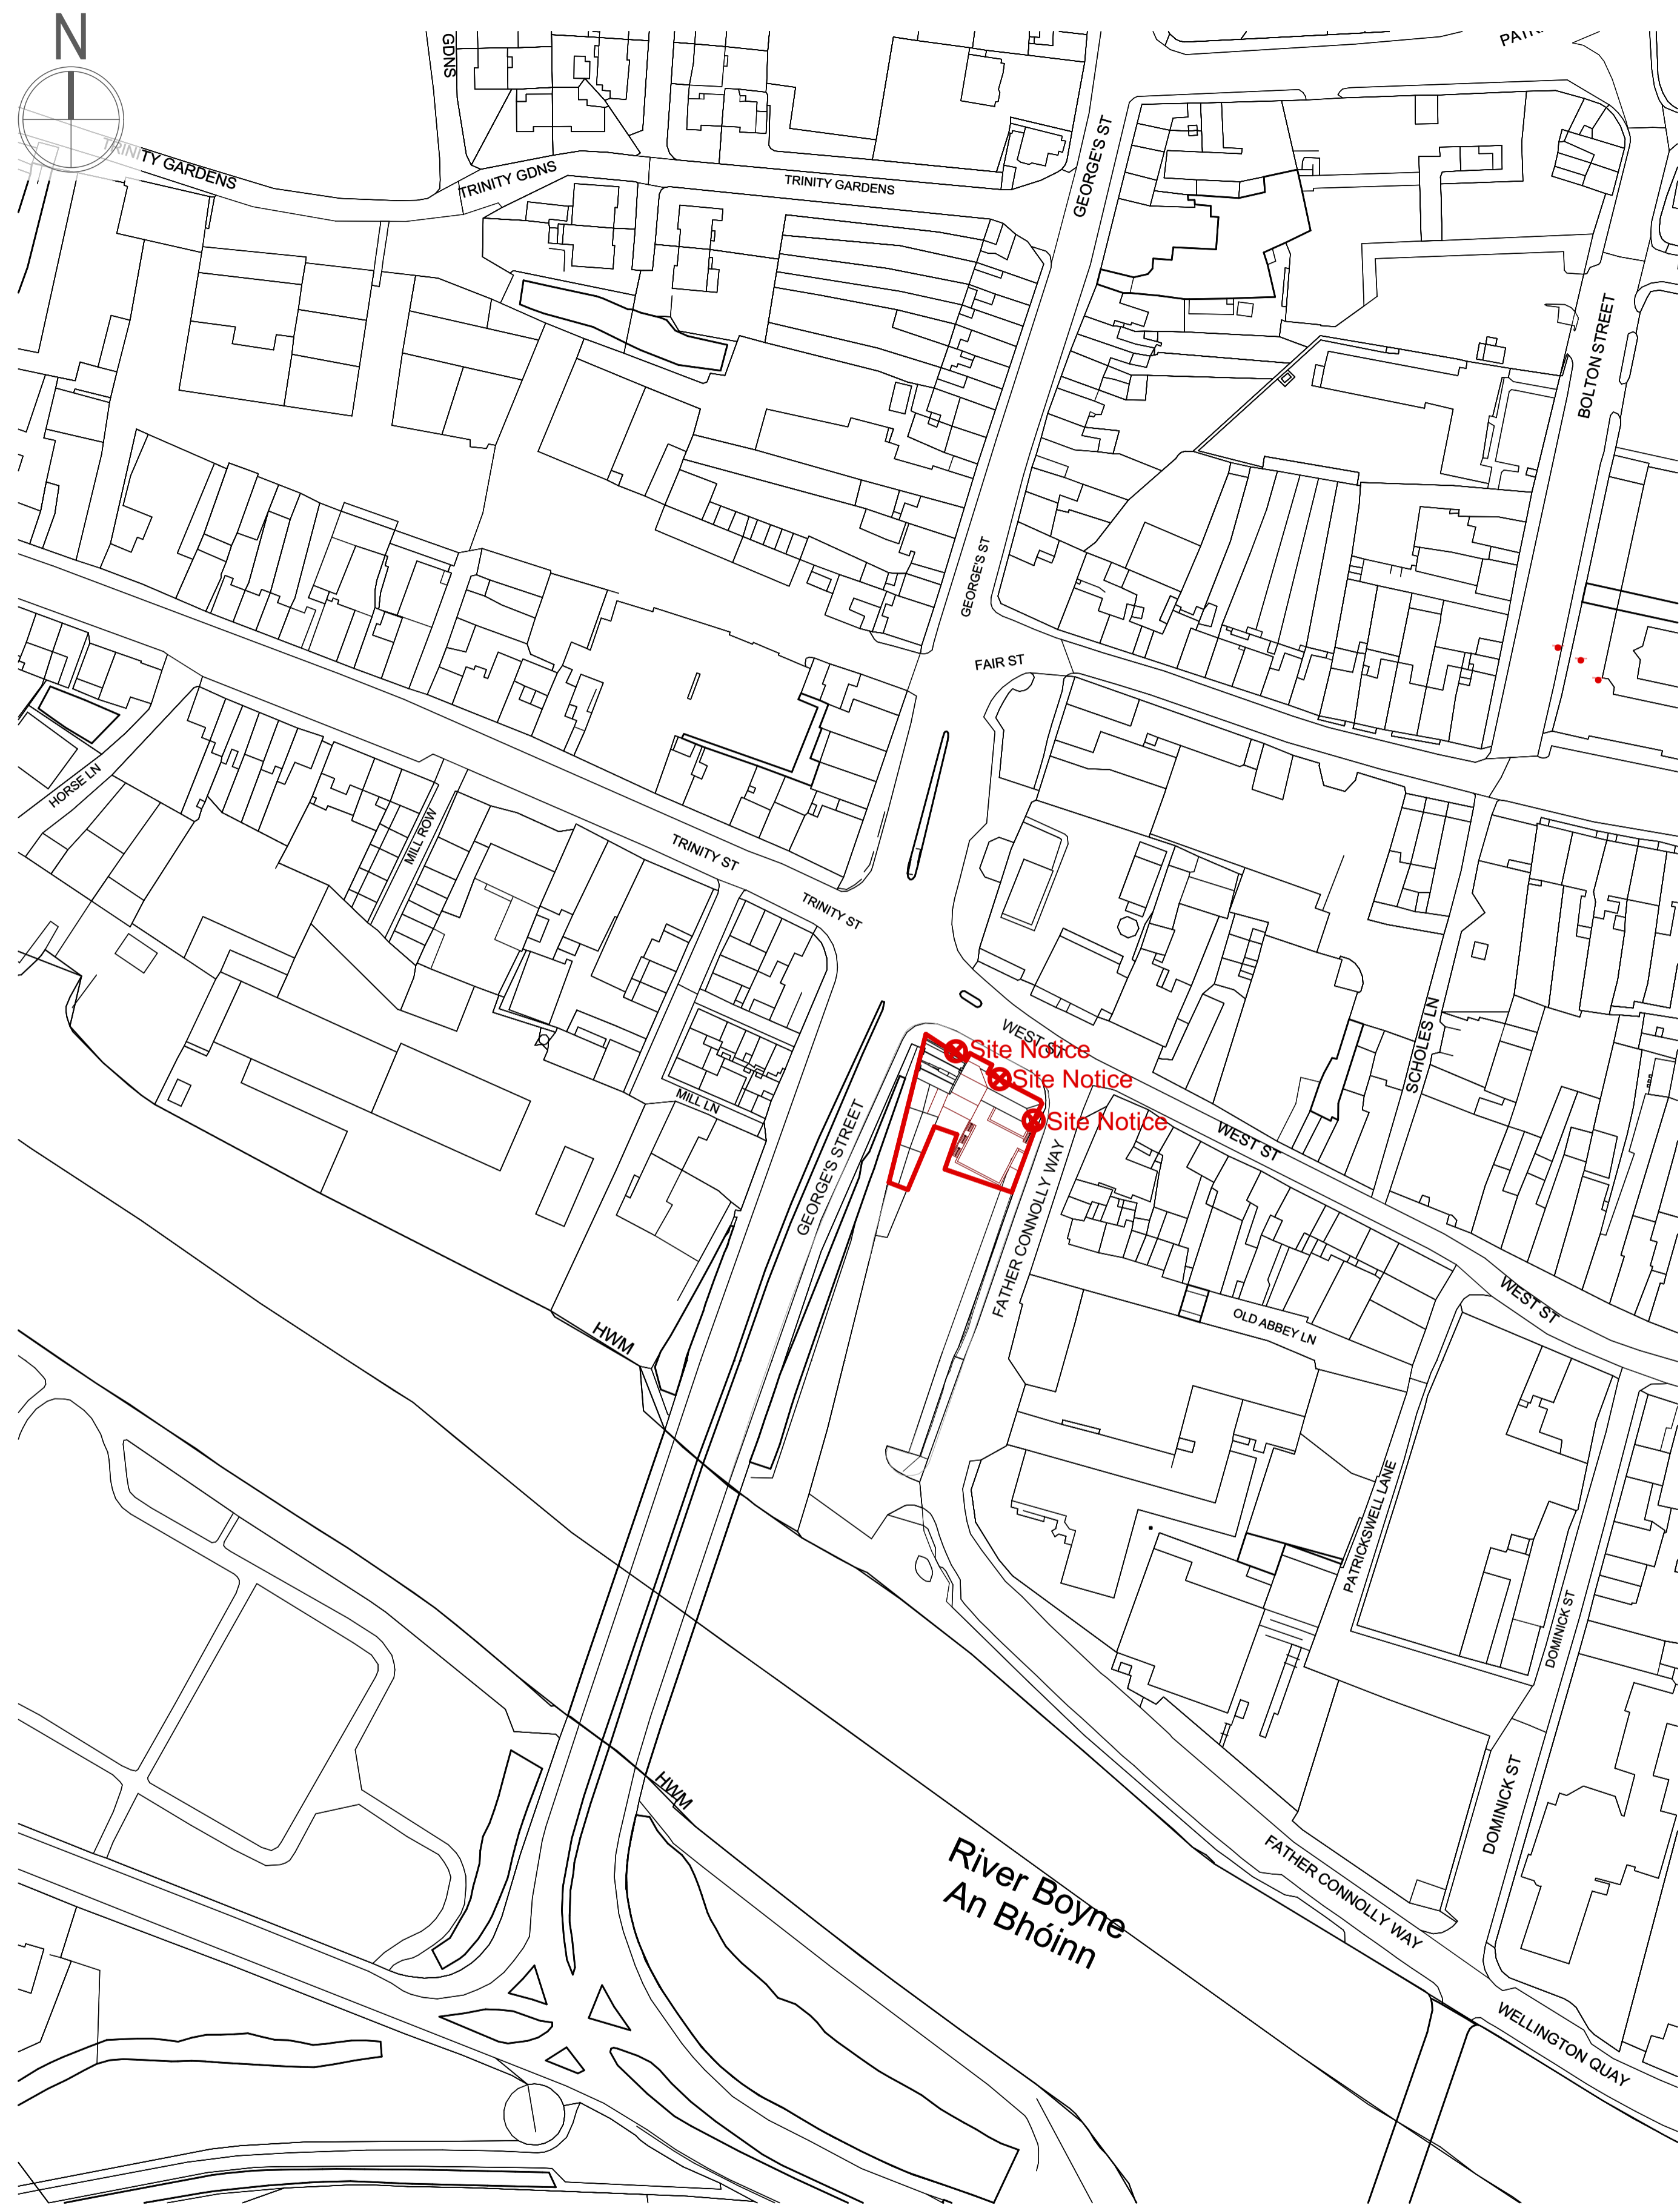 N
GDNS
TRINITY GARDENS
TRINITY GDNS
TRINITY GARDENS
GEORGE'S ST
BOLTON STREET
GEORGE'S ST
FAIR ST
HORSE LN
MILL ROW
TRINITY ST
TRINITY ST
WEST ST
Site Notice
Site Notice
Site Notice
SCHOLES LN
MILL LN
GEORGE'S STREET
FATHER CONNOLLY WAY
WEST ST
WEST ST
OLD ABBEY LN
HWM
PATRICKSWELL LANE
DOMINICK ST
HWM
DOMINICK ST
River Boyne
An Bhóinn
FATHER CONNOLLY WAY
WELLINGTON QUAY